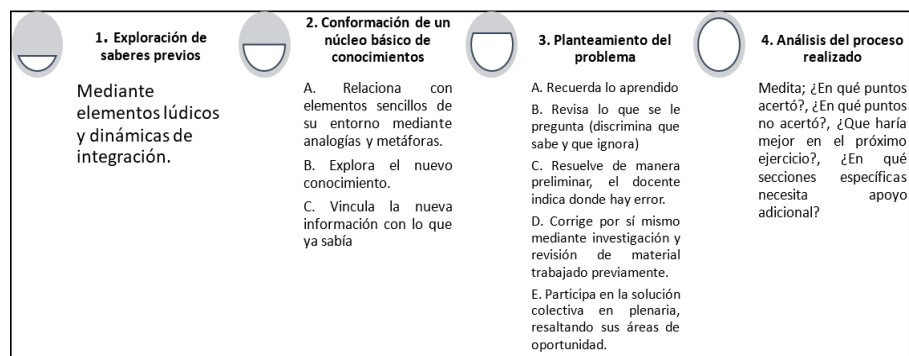 1. Exploración de
saberes previos
Mediante
elementos lúdicos
y dinámicas de
integración.
2. Conformación de un
núcleo básico de
conocimientos
A. Relaciona con
elementos sencillos de
su entorno mediante
analogías y metáforas.
B. Explora el nuevo
conocimiento.
C. Vincula la nueva
información con lo que
ya sabía
3. Planteamiento del
problema
A. Recuerda lo aprendido
B. Revisa lo que se le
pregunta (discrimina que
sabe y que ignora)
C. Resuelve de manera
preliminar, el docente
indica donde hay error.
D. Corrige por sí mismo
mediante investigación y
revisión de material
trabajado previamente.
E. Participa en la solución
colectiva en plenaria,
resaltando sus áreas de
oportunidad.
4. Análisis del proceso
realizado
Medita; ¿En qué puntos
acertó?, ¿En qué puntos
no acertó?, ¿Que haría
mejor en el próximo
ejercicio?, ¿En qué
secciones específicas
necesita apoyo
adicional?